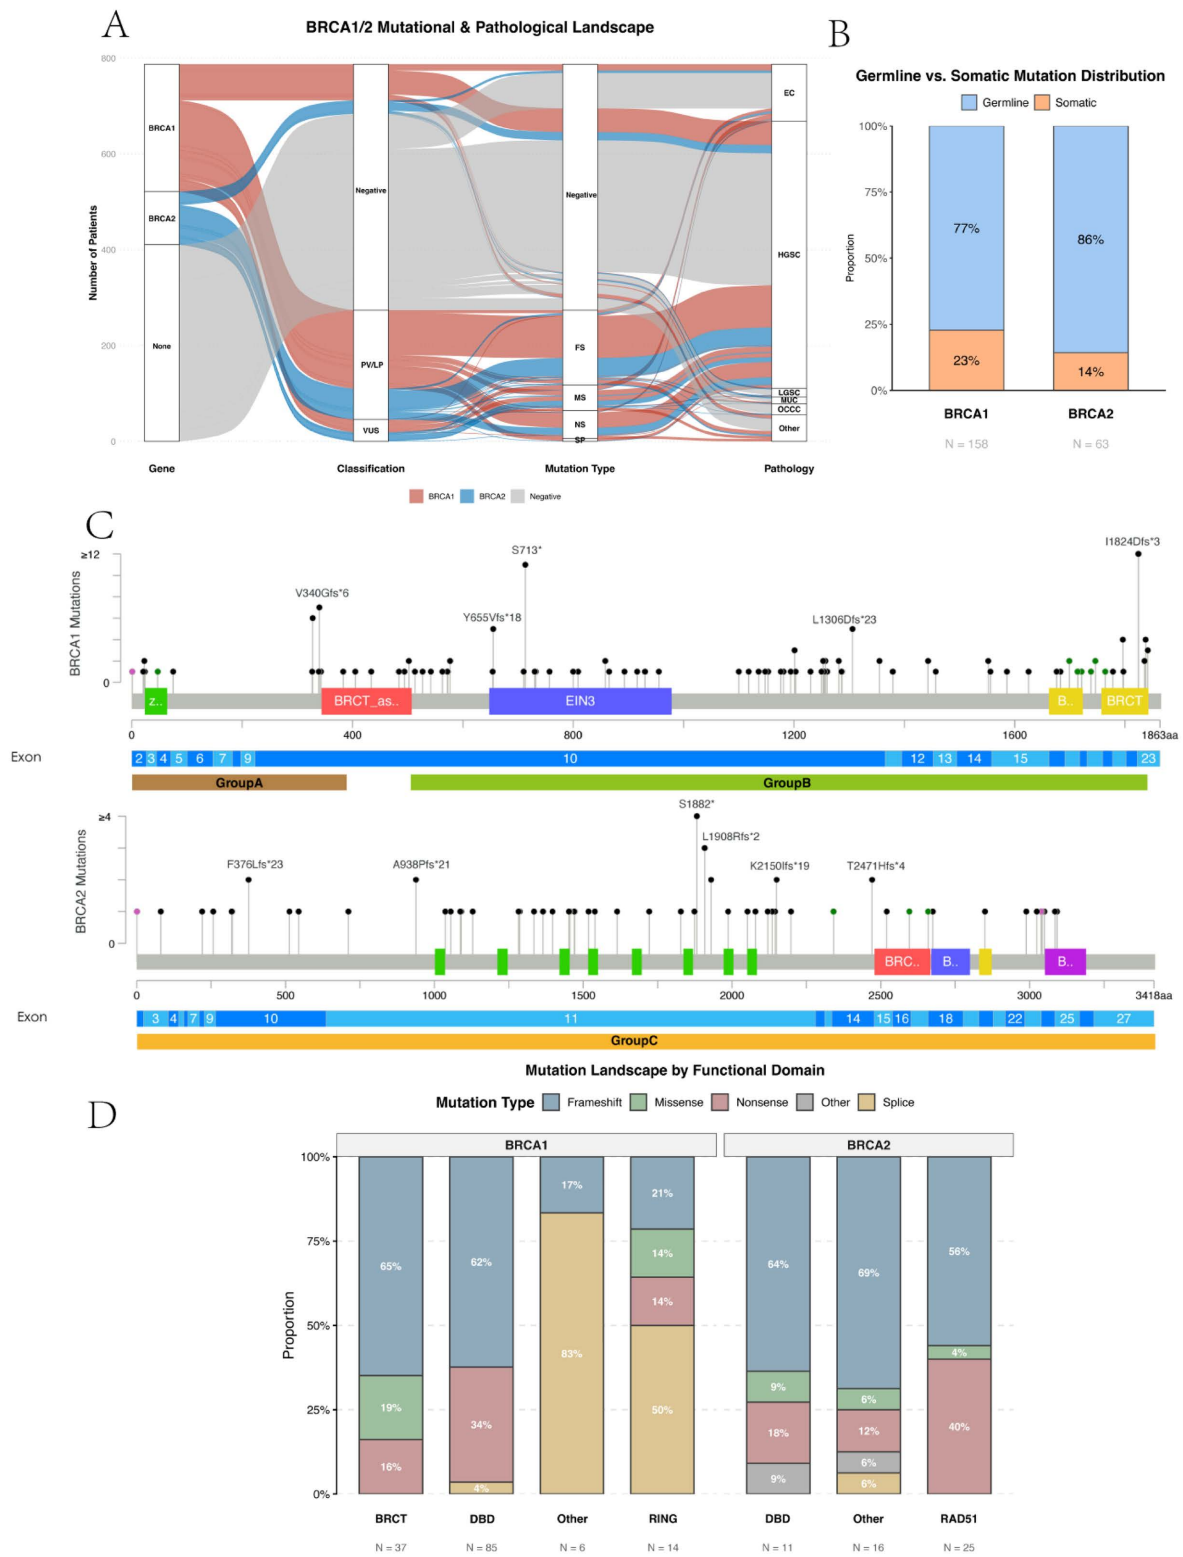 A
BRCA1/2 Mutational & Pathological Landscape
800
600
400
200
0
Number of Patients
BRCA1
BRCA2
None
Negative
PV/LP
VUS
Negative
FS
MS
NS
SP
EC
HGSC
LGSC
MUC
OCCC
Other
Gene
Classification
Mutation Type
Pathology
BRCA1
BRCA2
Negative
B
Germline vs. Somatic Mutation Distribution
Germline
Somatic
100%
75%
50%
25%
0%
Proportion
77%
23%
86%
14%
BRCA1
BRCA2
N = 158
N = 63
C
≥12
0
BRCA1 Mutations
V340Gfs*6
Y655Vfs*18
S713*
L1306Dfs*23
I1824Dfs*3
z..
BRCT_as..
EIN3
B..
BRCT
0
400
800
1200
1600
1863aa
Exon
2
3
4
5
6
7
9
10
12
13
14
15
23
GroupA
GroupB
≥4
0
BRCA2 Mutations
F376Lfs*23
A938Pfs*21
S1882*
L1908Rfs*2
K2150Ifs*19
T2471Hfs*4
BRC..
B..
B..
0
500
1000
1500
2000
2500
3000
3418aa
Exon
3
4
7
9
10
11
14
15
16
18
22
25
27
GroupC
Mutation Landscape by Functional Domain
D
Mutation Type
Frameshift
Missense
Nonsense
Other
Splice
BRCA1
BRCA2
100%
75%
50%
25%
0%
Proportion
65%
19%
16%
62%
34%
4%
17%
83%
21%
14%
14%
50%
64%
9%
18%
9%
69%
6%
12%
6%
6%
56%
4%
40%
BRCT
DBD
Other
RING
DBD
Other
RAD51
N = 37
N = 85
N = 6
N = 14
N = 11
N = 16
N = 25